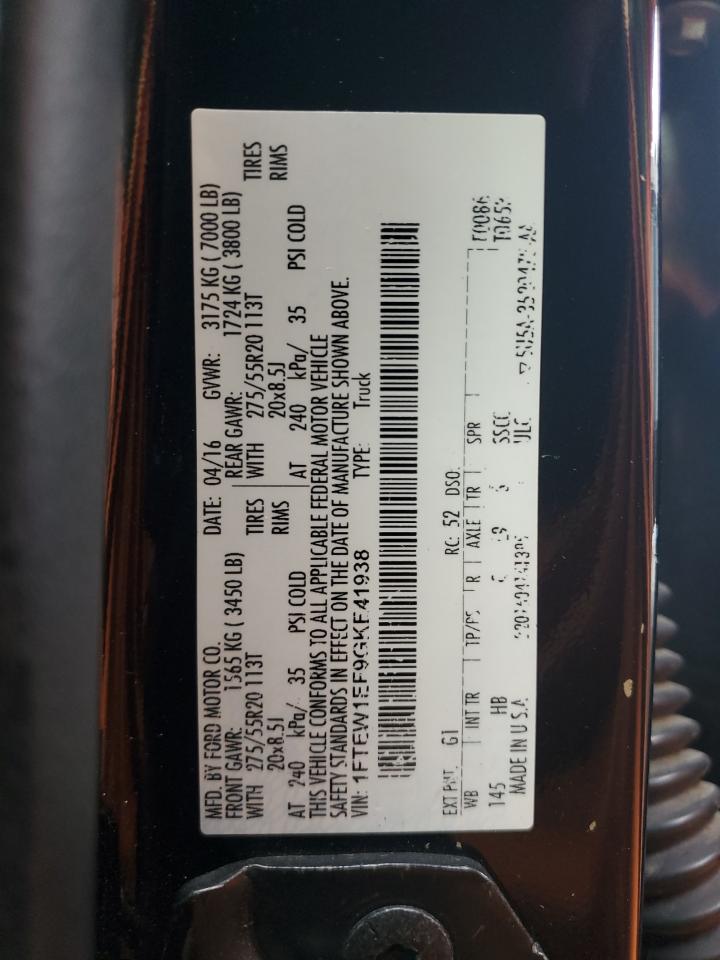 MFD. BY FORD MOTOR CO. DATE: 04/16 GVWR: 3175 KG ( 7000 LB)
FRONT GAWR: 1565 KG ( 3450 LB) REAR GAWR: 1724 KG ( 3800 LB)
WITH 275/55R20 113T TIRES WITH 275/55R20 113T TIRES
20x8.5J RIMS 20x8.5J RIMS
AT 240 kPa/ 35 PSI COLD AT 240 kPa/ 35 PSI COLD
THIS VEHICLE CONFORMS TO ALL APPLICABLE FEDERAL MOTOR VEHICLE
SAFETY STANDARDS IN EFFECT ON THE DATE OF MANUFACTURE SHOWN ABOVE.
VIN: 1FTEW1EF9GKE41938 TYPE: Truck
EXT PNT: G1 RC: 52 DSO:
WB INT TR TP/PS R AXLE TR SPR
145 HB
MADE IN U.S.A.